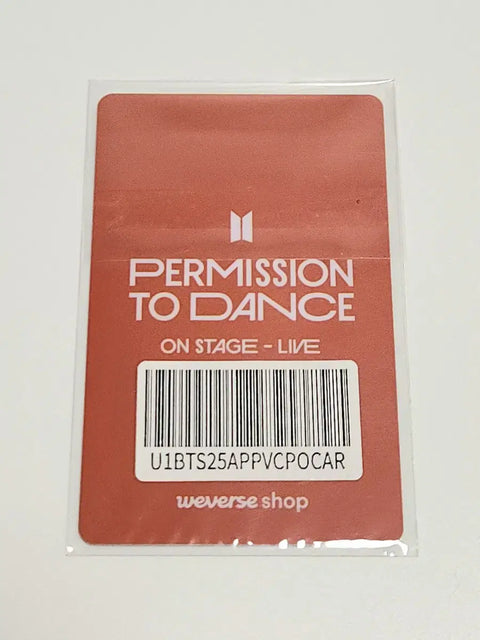 PERMISSION
TO DANCE
ON STAGE - LIVE
U1BTS25APPVCPOCAR
weverse shop